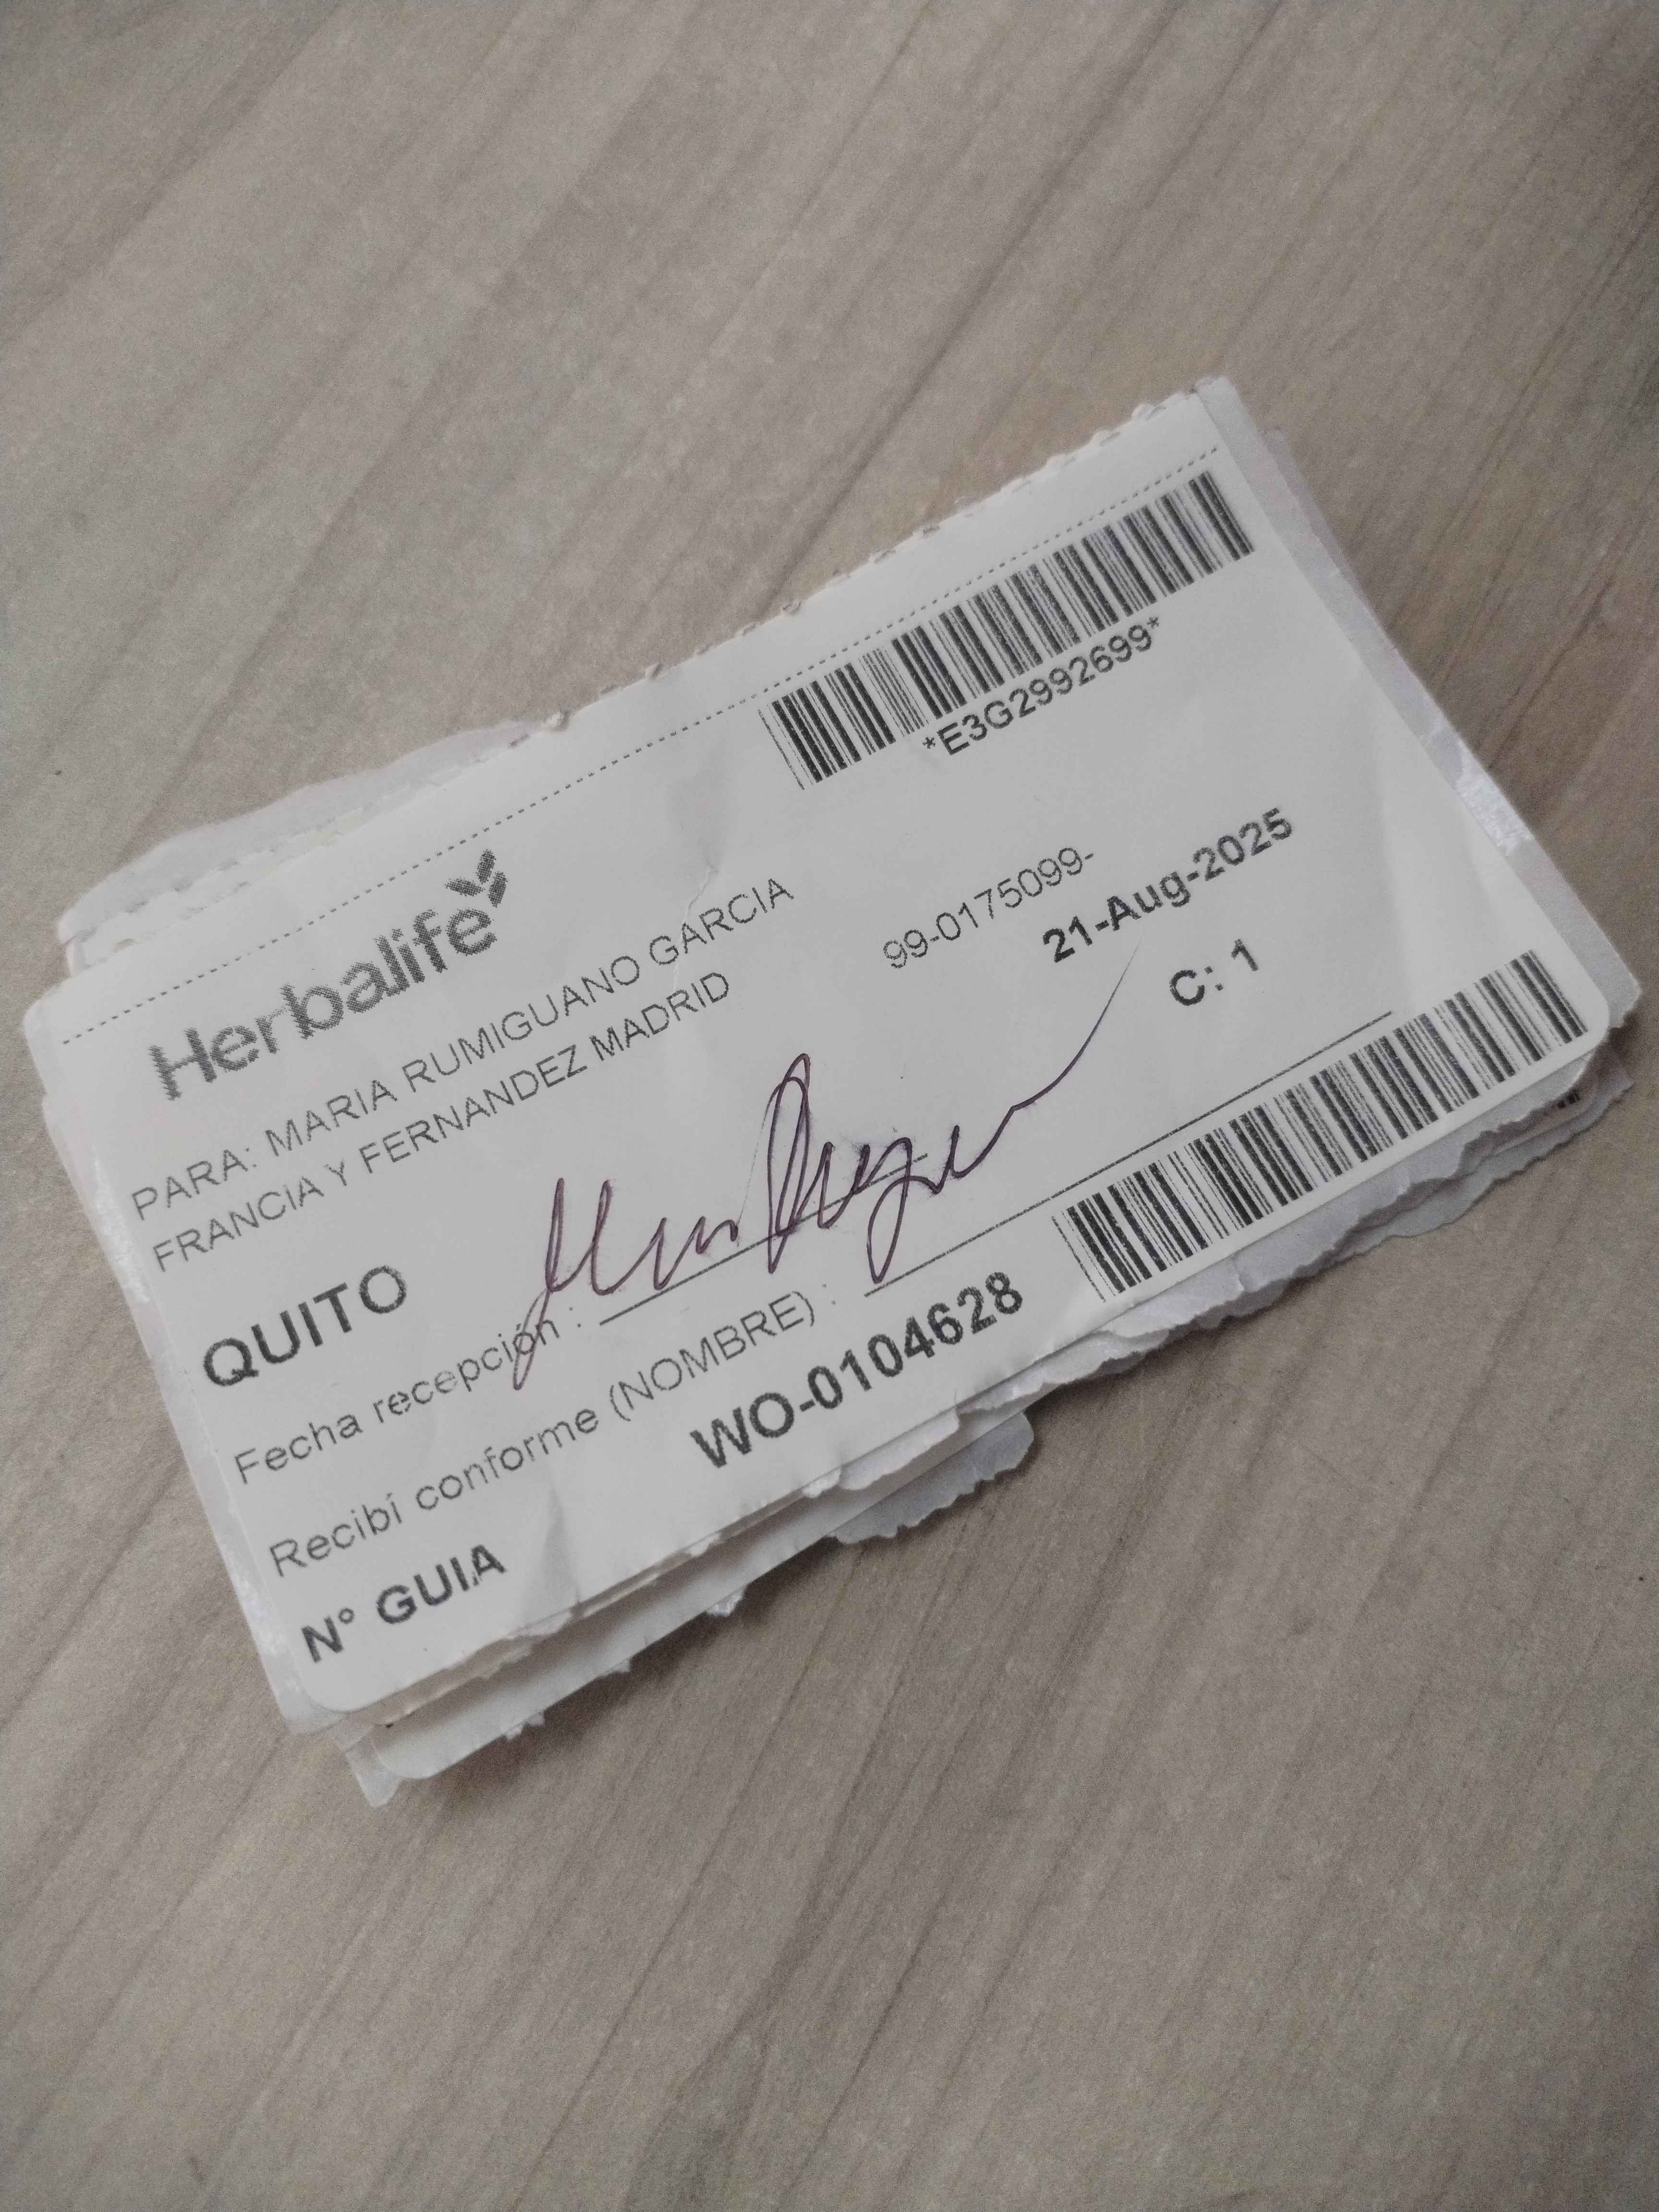 *E3G2992699*
Herbalife
PARA: MARIA RUMIGUANO GARCIA
99-0175099-
FRANCIA Y FERNANDEZ MADRID
21-Aug-2025
QUITO
C: 1
Fecha recepción :
Recibí conforme (NOMBRE) :
N° GUIA
WO-0104628